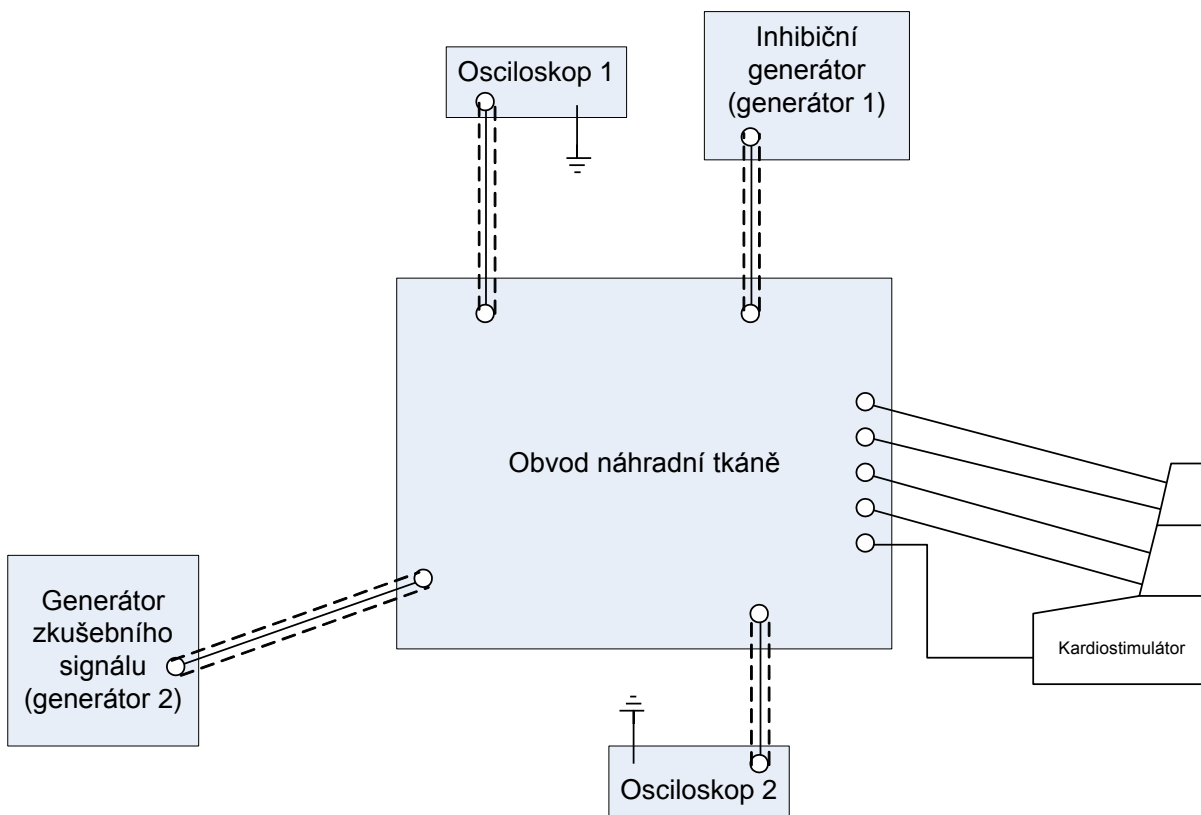 Osciloskop 1
Inhibiční
generátor
(generátor 1)
Obvod náhradní tkáně
Generátor
zkušebního
signálu
(generátor 2)
Kardiostimulátor
Osciloskop 2